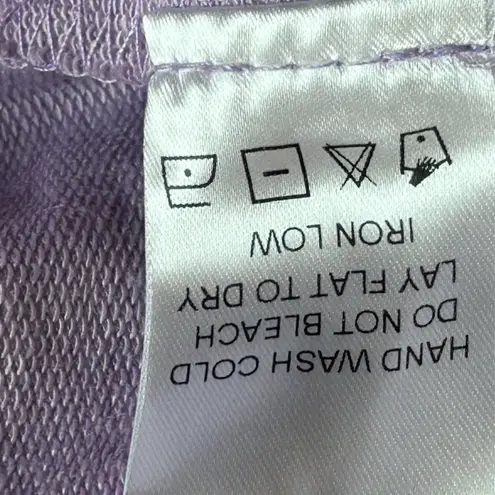 HAND WASH COLD
DO NOT BLEACH
LAY FLAT TO DRY
IRON LOW